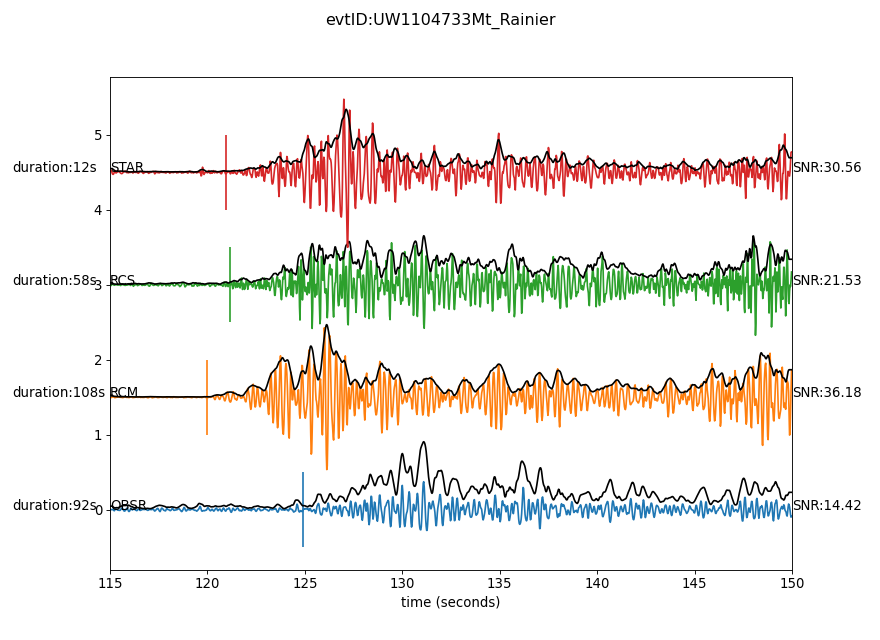 evtID:UW1104733Mt_Rainier
5
duration:12s STAR SNR:30.56
4
duration:58s 3 RCS SNR:21.53
2
duration:108s RCM SNR:36.18
1
duration:92s 0 OBSR SNR:14.42
115 120 125 130 135 140 145 150
time (seconds)